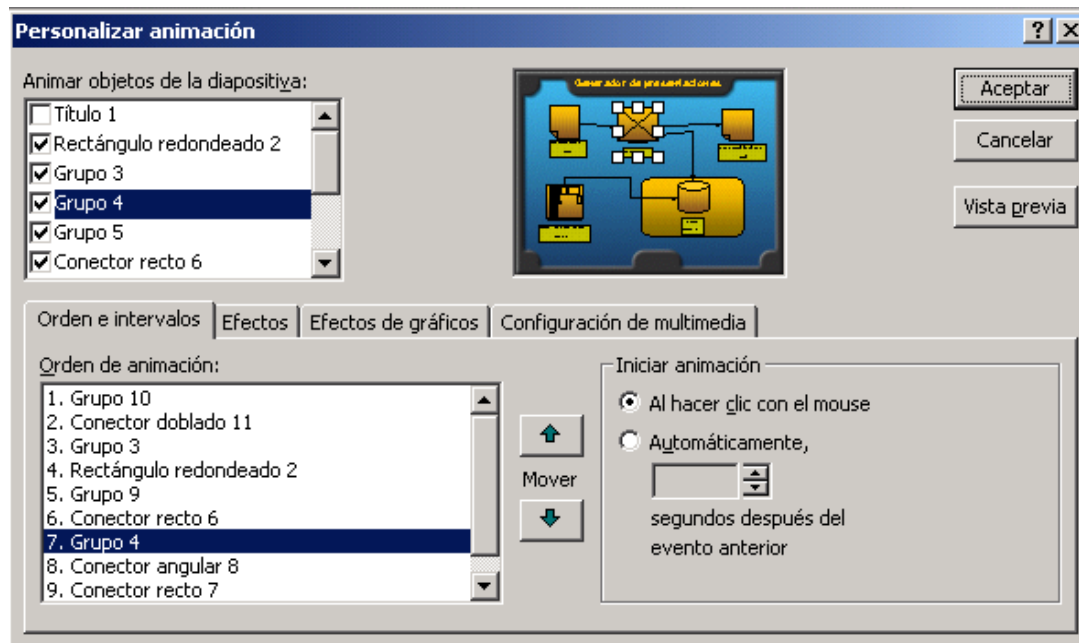 Personalizar animación
Animar objetos de la diapositiva:
Título 1
Rectángulo redondeado 2
Grupo 3
Grupo 4
Grupo 5
Conector recto 6
Generador de presentaciones
Aceptar
Cancelar
Vista previa
Orden e intervalos Efectos Efectos de gráficos Configuración de multimedia
Orden de animación:
1. Grupo 10
2. Conector doblado 11
3. Grupo 3
4. Rectángulo redondeado 2
5. Grupo 9
6. Conector recto 6
7. Grupo 4
8. Conector angular 8
9. Conector recto 7
Mover
Iniciar animación
Al hacer clic con el mouse
Automáticamente,
segundos después del
evento anterior